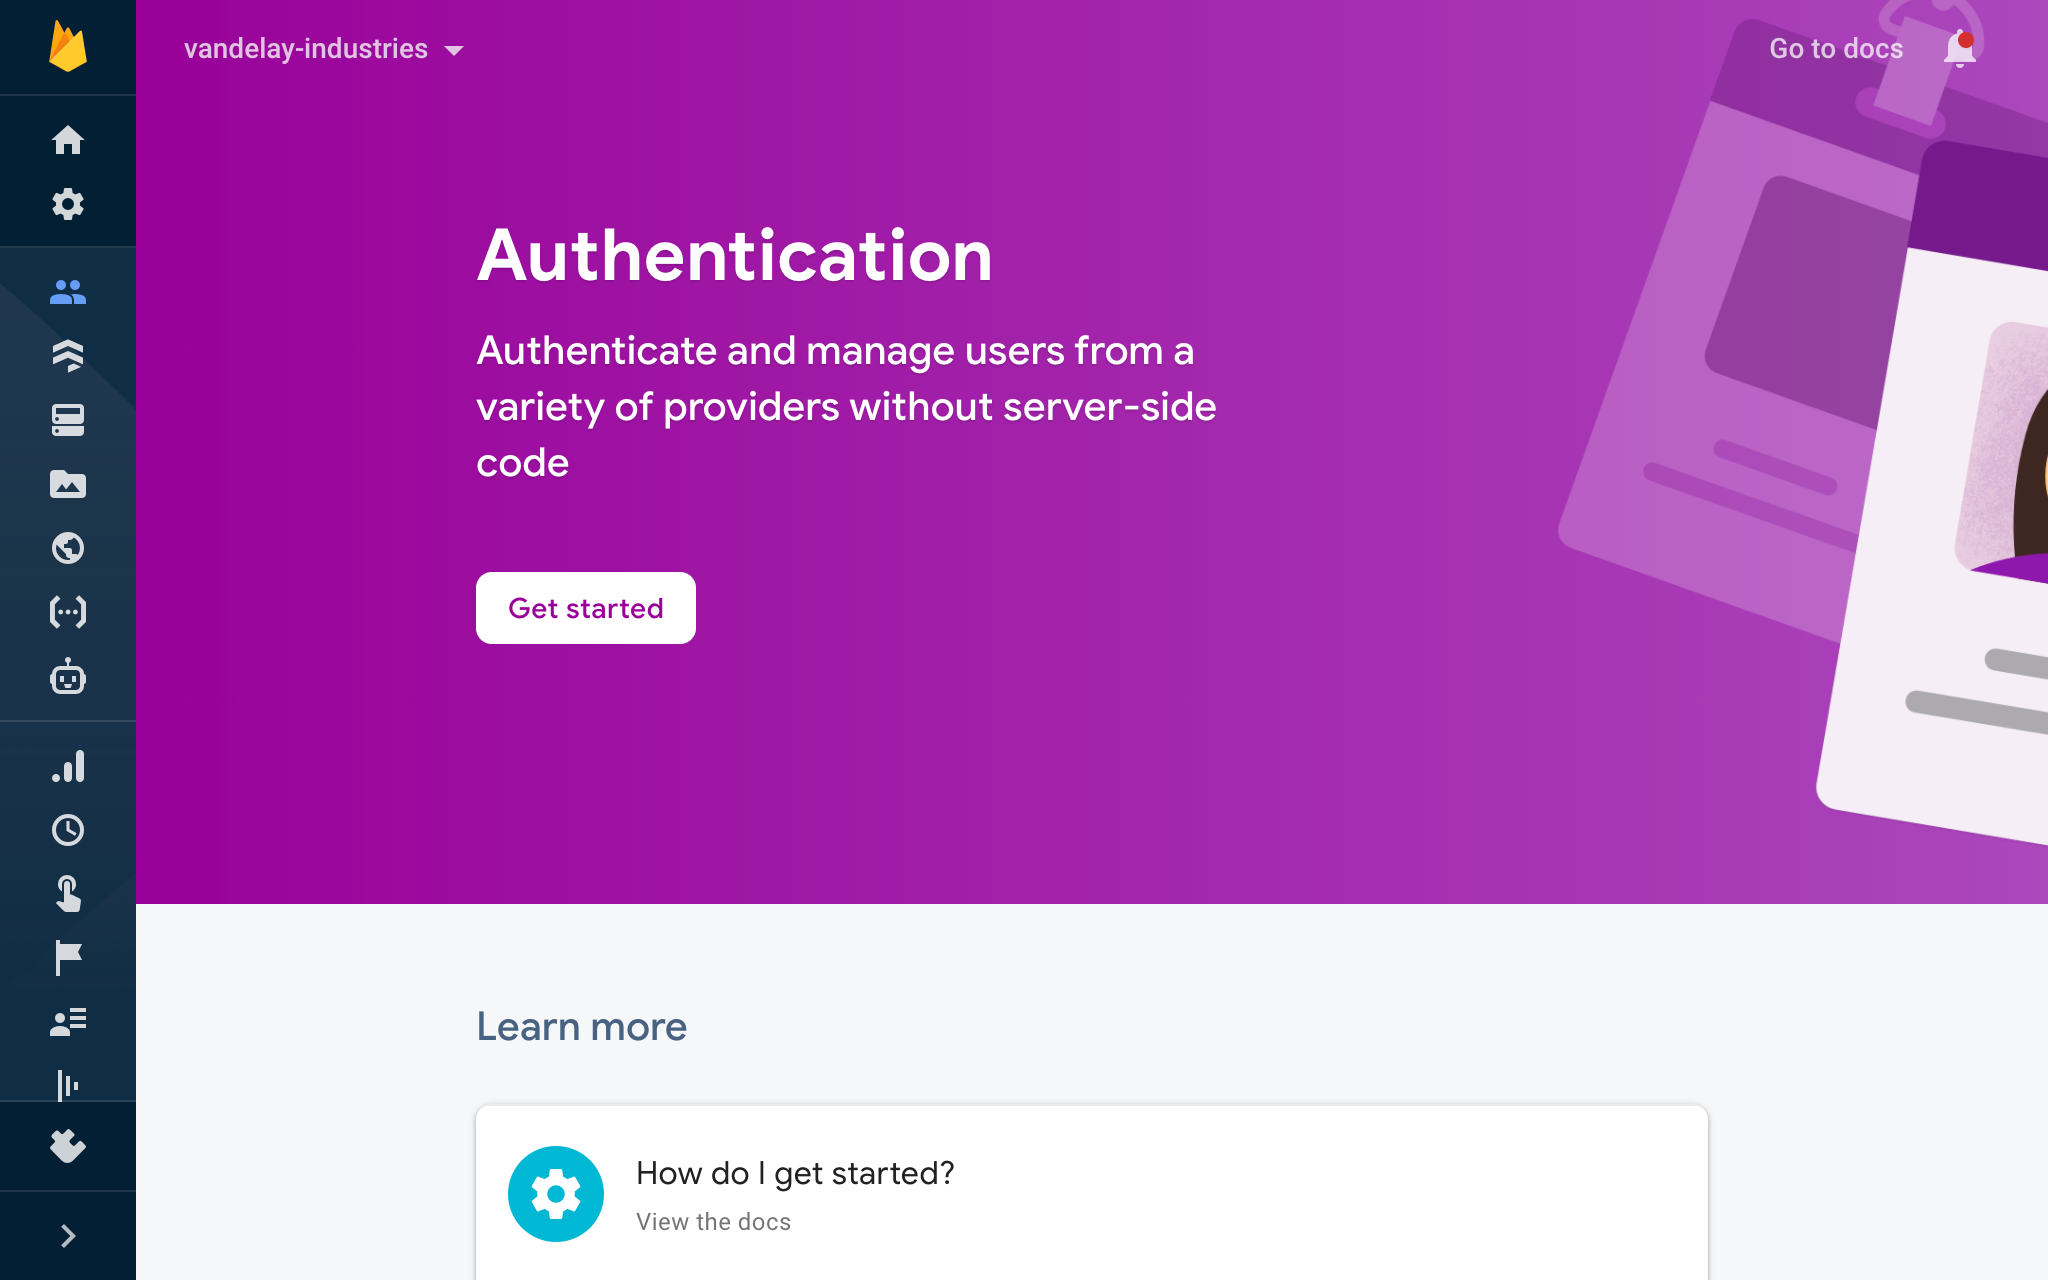 vandelay-industries
Go to docs
Authentication
Authenticate and manage users from a
variety of providers without server-side
code
Get started
Learn more
How do I get started?
View the docs